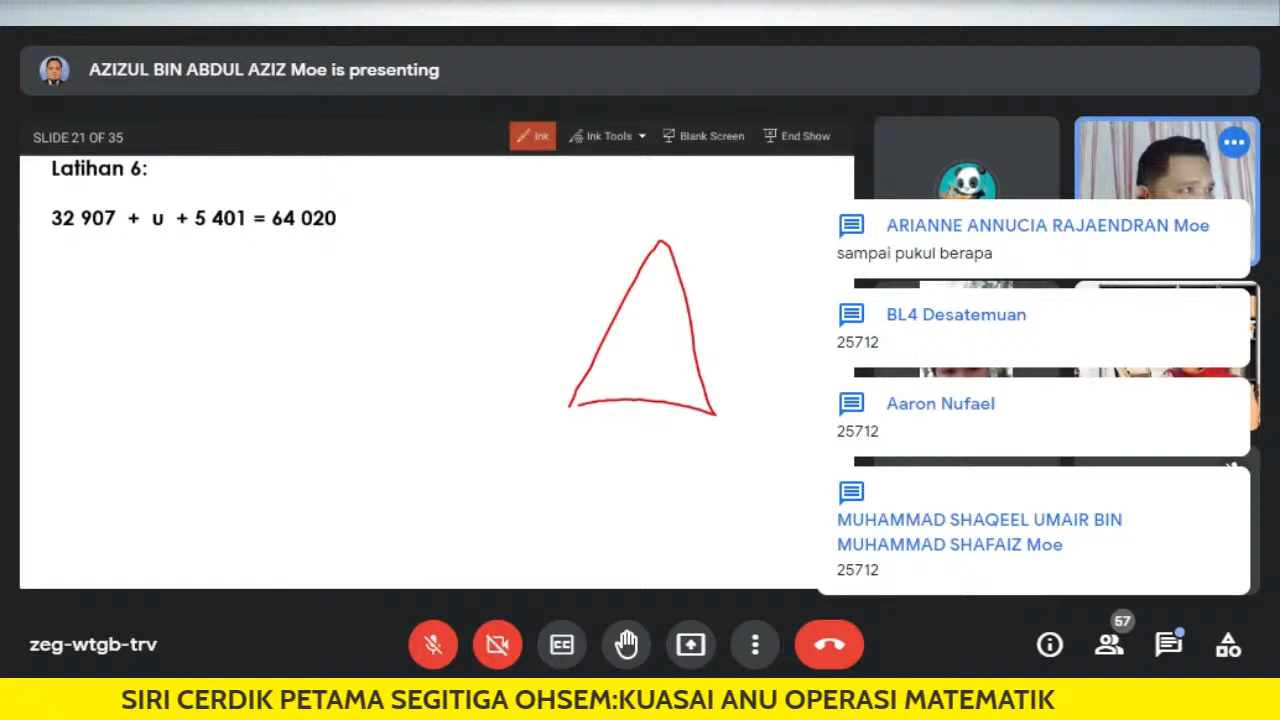 AZIZUL BIN ABDUL AZIZ Moe is presenting
SLIDE 21 OF 35
Ink
Ink Tools
Blank Screen
End Show
Latihan 6:
32 907 + u + 5 401 = 64 020
ARIANNE ANNUCIA RAJAENDRAN Moe
sampai pukul berapa
BL4 Desatemuan
25712
Aaron Nufael
25712
MUHAMMAD SHAQEEL UMAIR BIN
MUHAMMAD SHAFAIZ Moe
25712
zeg-wtgb-trv
CC
57
SIRI CERDIK PETAMA SEGITIGA OHSEM:KUASAI ANU OPERASI MATEMATIK